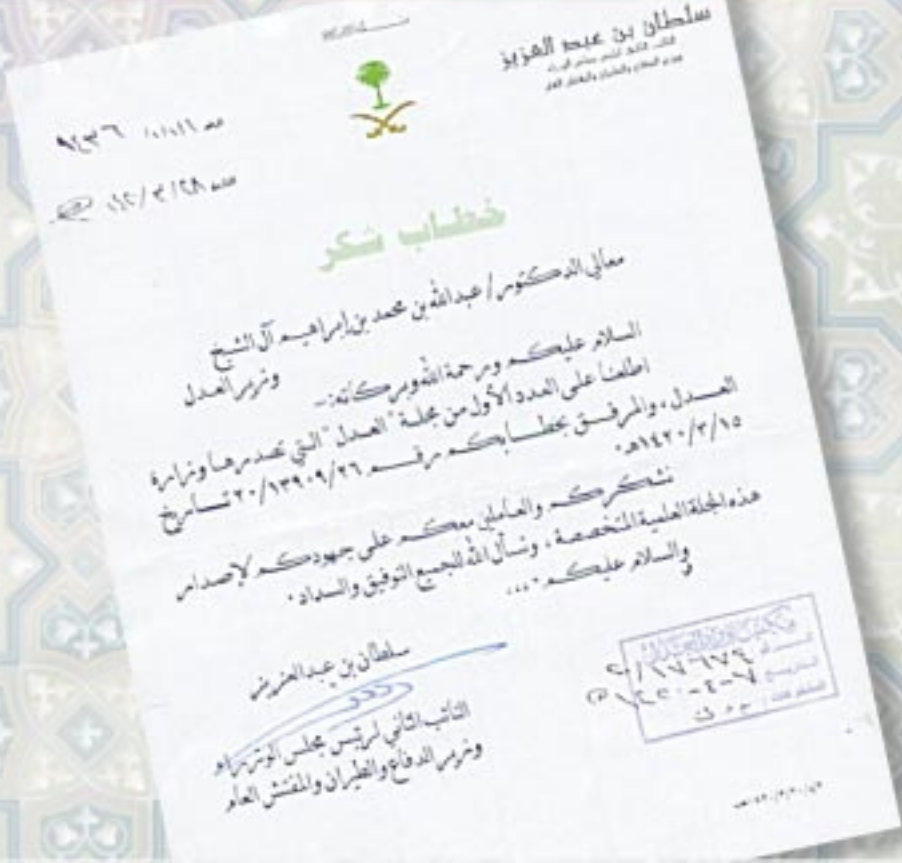 سلطان بن عبد العزيز
خطاب شكر
معالي الدكتور / عبدالله بن محمد بن إبراهيم آل الشيخ
وزير العدل
السلام عليكم ورحمة الله وبركاته:ـ
اطلعنا على العدد الأول من مجلة "العدل" التي تصدرها وزارة
العدل، والمرفق بخطابكم رقم ٢٠/١٣٩٠٩/٢٦ تاريخ
١٤٢٠/٣/١٥هـ.
نشكركم والعاملين معكم على جهودكم لإصدار
هذه المجلة العلمية المتخصصة، ونسأل الله للجميع التوفيق والسداد.
والسلام عليكم،،،
سلطان بن عبدالعزيز
النائب الثاني لرئيس مجلس الوزراء
ووزير الدفاع والطيران والمفتش العام